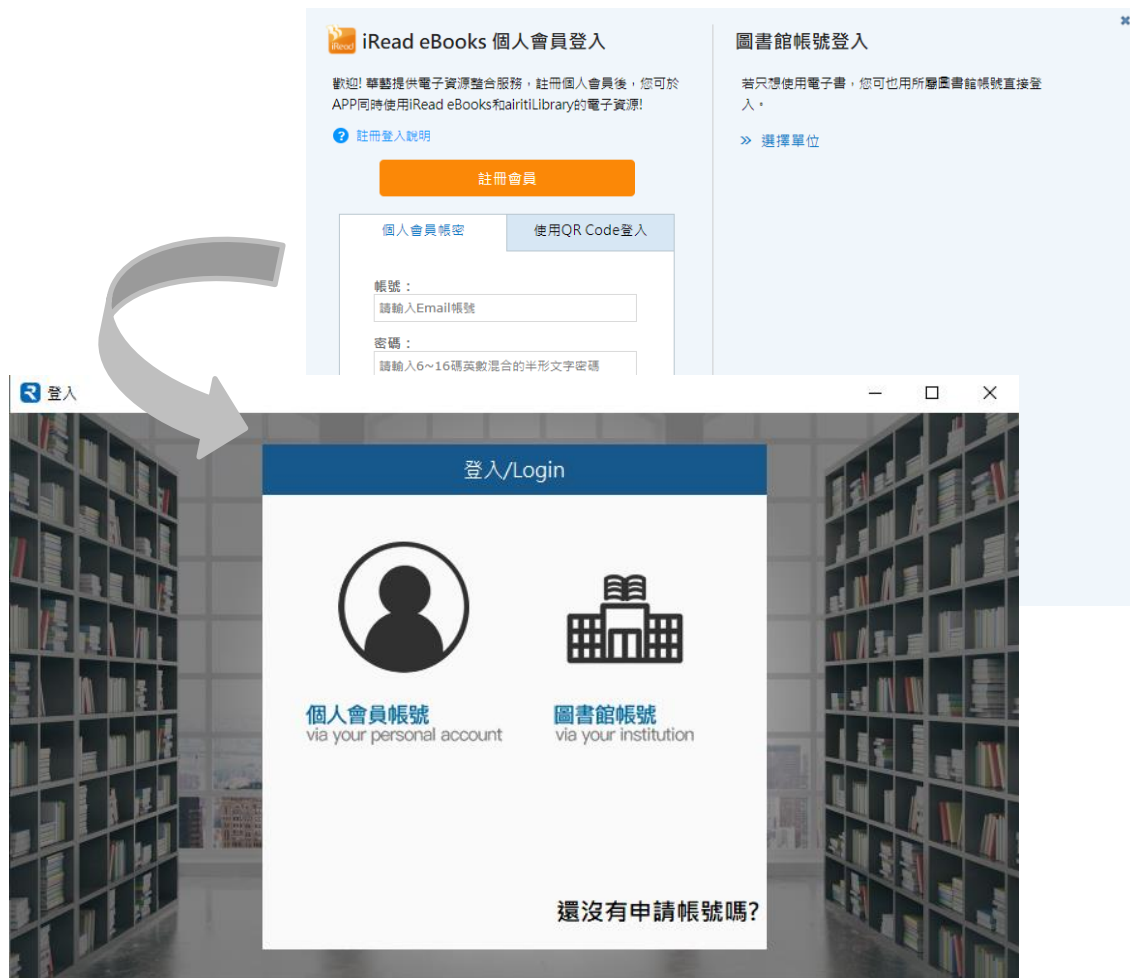 iRead eBooks 個人會員登入
歡迎! 華藝提供電子資源整合服務，註冊個人會員後，您可於
APP同時使用iRead eBooks和airitiLibrary的電子資源!
? 註冊登入說明
註冊會員
個人會員帳密
使用QR Code登入
帳號：
請輸入Email帳號
密碼：
請輸入6~16碼英數混合的半形文字密碼
圖書館帳號登入
若只想使用電子書，您可也用所屬圖書館帳號直接登
入。
» 選擇單位
登入
登入/Login
個人會員帳號
via your personal account
圖書館帳號
via your institution
還沒有申請帳號嗎?